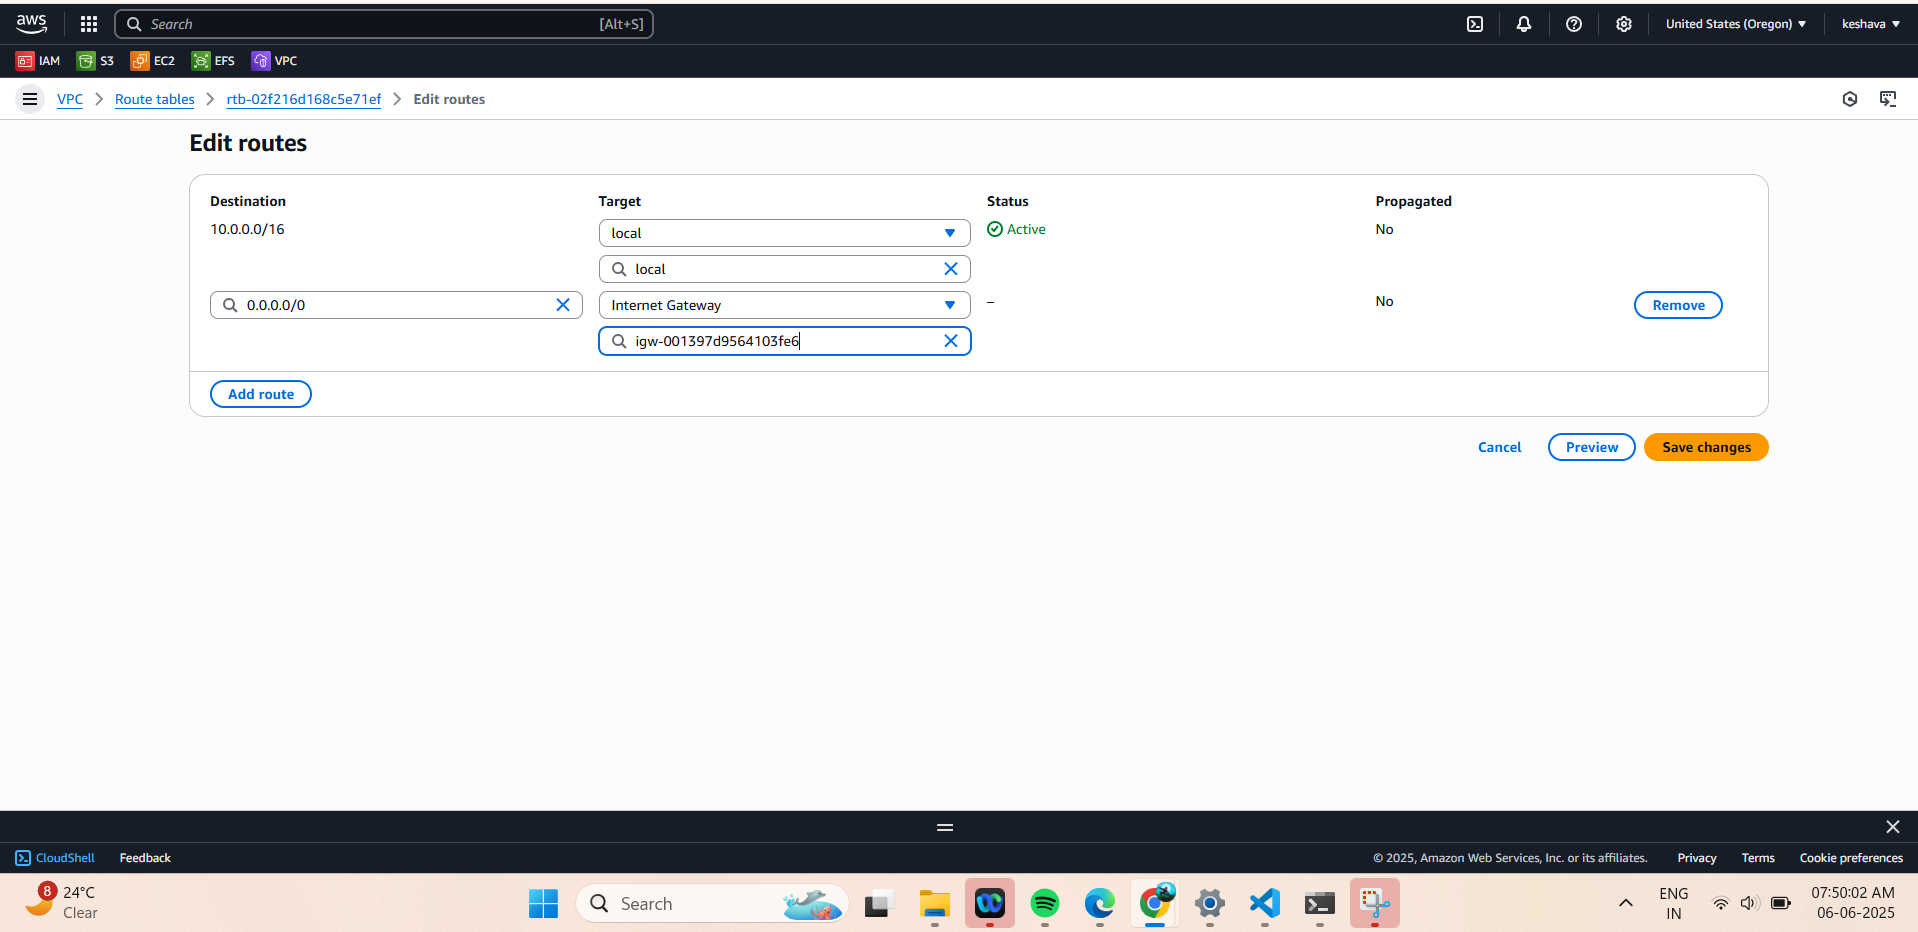 aws
Search [Alt+S] United States (Oregon) keshava
IAM S3 EC2 EFS VPC
VPC Route tables rtb-02f216d168c5e71ef Edit routes
Edit routes
Destination Target Status Propagated
10.0.0.0/16 local Active No
local
0.0.0.0/0 Internet Gateway – No Remove
igw-001397d9564103fe6
Add route
Cancel Preview Save changes
CloudShell Feedback © 2025, Amazon Web Services, Inc. or its affiliates. Privacy Terms Cookie preferences
8 24°C
Clear
Search
ENG
IN
07:50:02 AM
06-06-2025